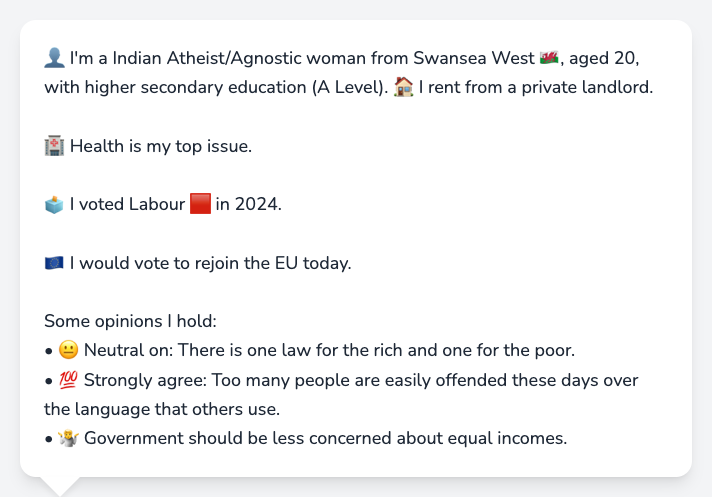 👤 I'm a Indian Atheist/Agnostic woman from Swansea West 🏴󠁧󠁢󠁷󠁬󠁳󠁿, aged 20,
with higher secondary education (A Level). 🏠 I rent from a private landlord.
🏥 Health is my top issue.
🗳️ I voted Labour 🟥 in 2024.
🇪🇺 I would vote to rejoin the EU today.
Some opinions I hold:
• 😐 Neutral on: There is one law for the rich and one for the poor.
• 💯 Strongly agree: Too many people are easily offended these days over
the language that others use.
• 🤷‍♀️ Government should be less concerned about equal incomes.